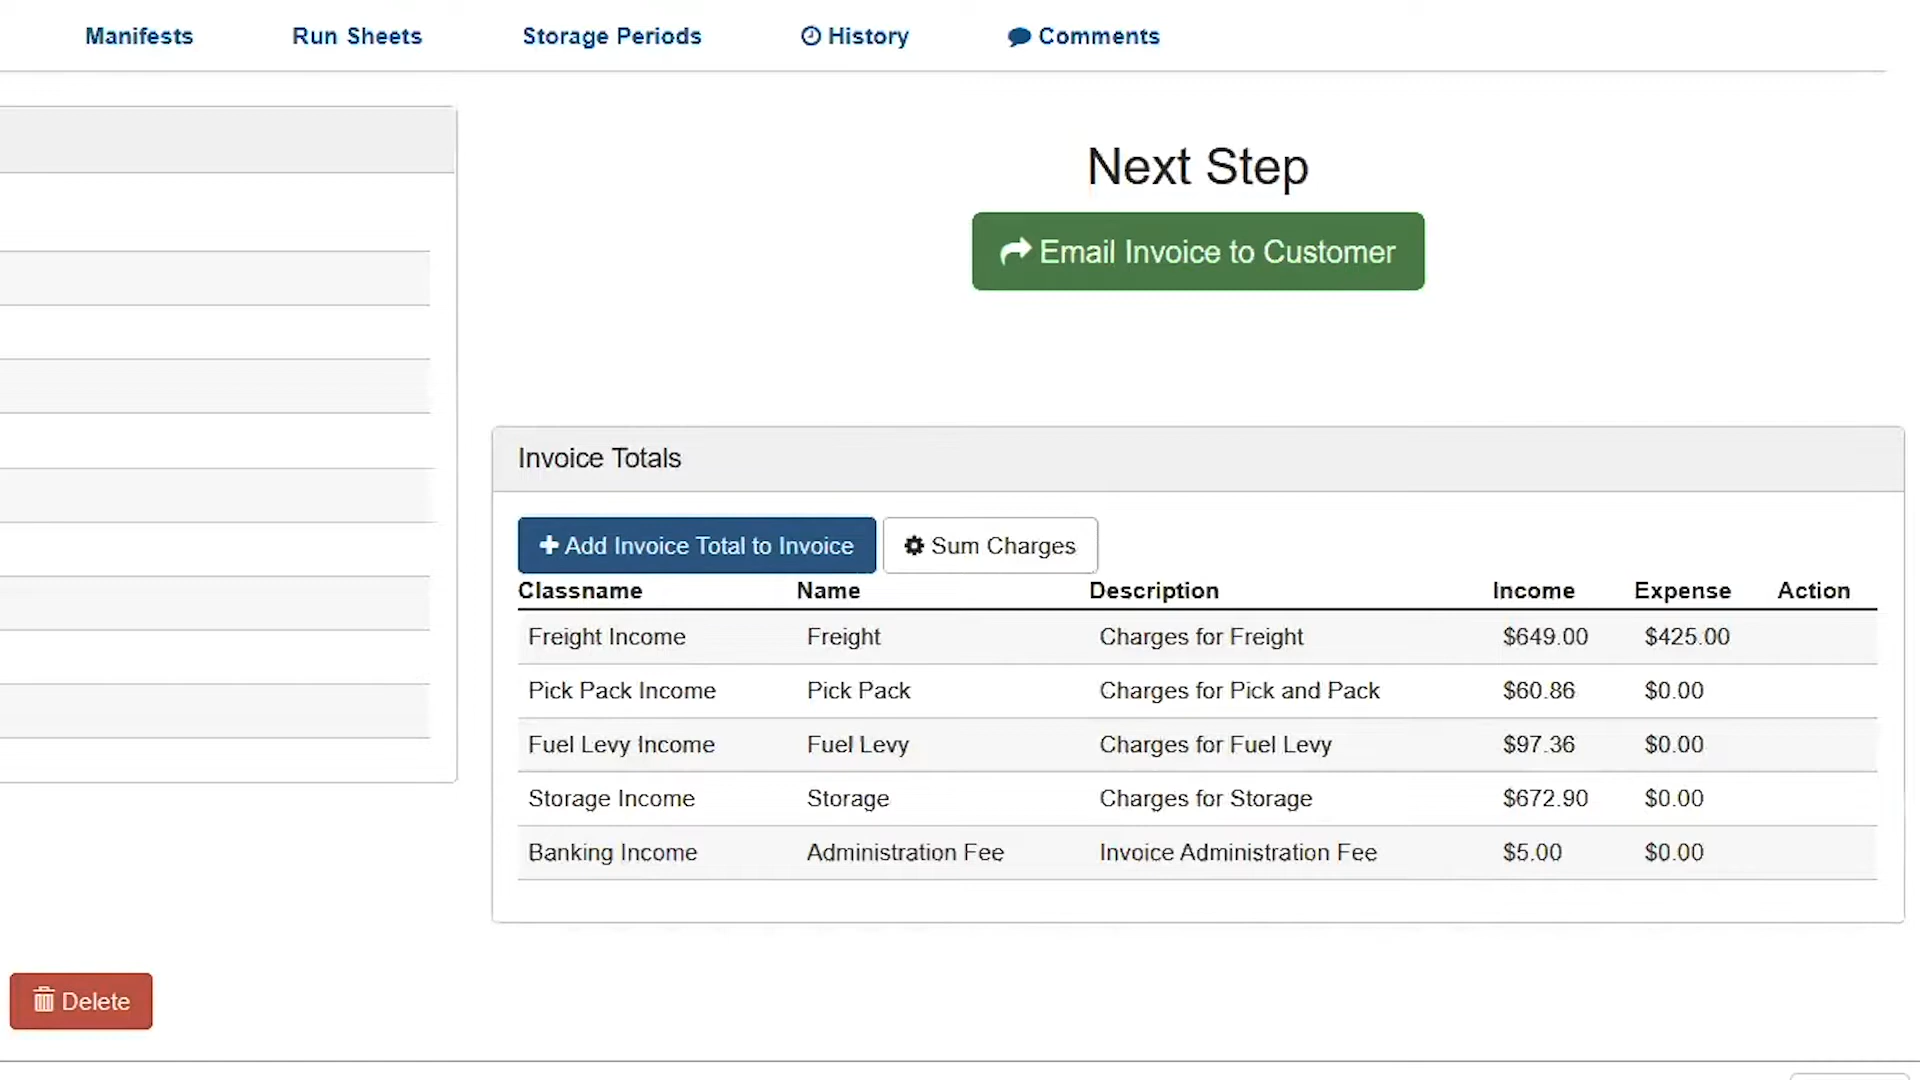 Manifests Run Sheets Storage Periods History Comments
Next Step
Email Invoice to Customer
Invoice Totals
Add Invoice Total to Invoice Sum Charges
Classname Name Description Income Expense Action
Freight Income Freight Charges for Freight $649.00 $425.00
Pick Pack Income Pick Pack Charges for Pick and Pack $60.86 $0.00
Fuel Levy Income Fuel Levy Charges for Fuel Levy $97.36 $0.00
Storage Income Storage Charges for Storage $672.90 $0.00
Banking Income Administration Fee Invoice Administration Fee $5.00 $0.00
Delete